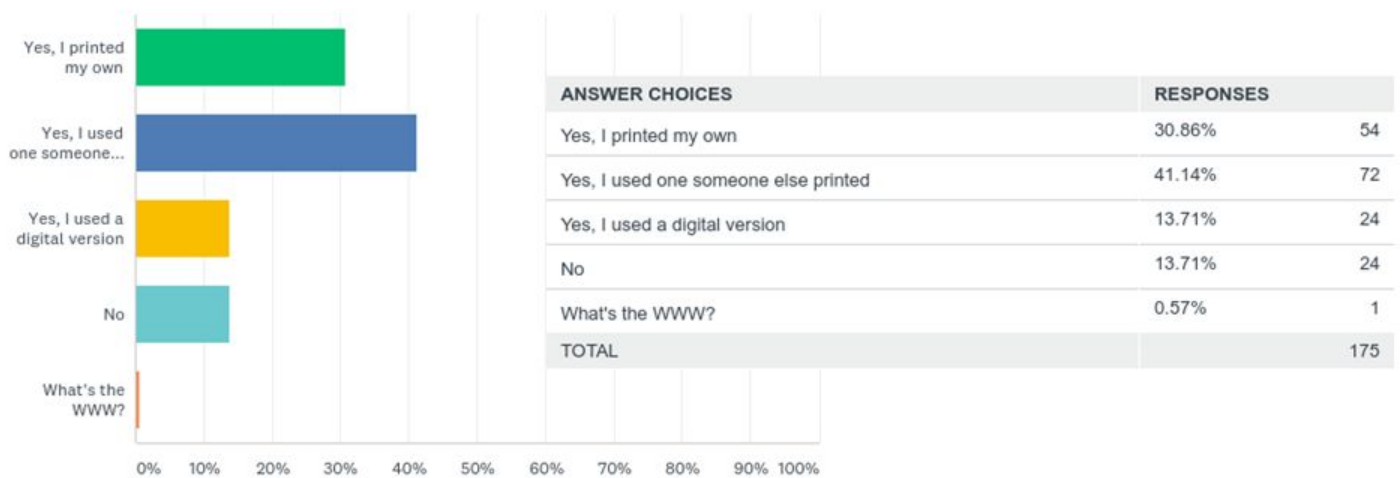 Yes, I printed
my own
Yes, I used
one someone...
Yes, I used a
digital version
No
What's the
WWW?
0% 10% 20% 30% 40% 50% 60% 70% 80% 90% 100%
ANSWER CHOICES RESPONSES
Yes, I printed my own 30.86% 54
Yes, I used one someone else printed 41.14% 72
Yes, I used a digital version 13.71% 24
No 13.71% 24
What's the WWW? 0.57% 1
TOTAL 175